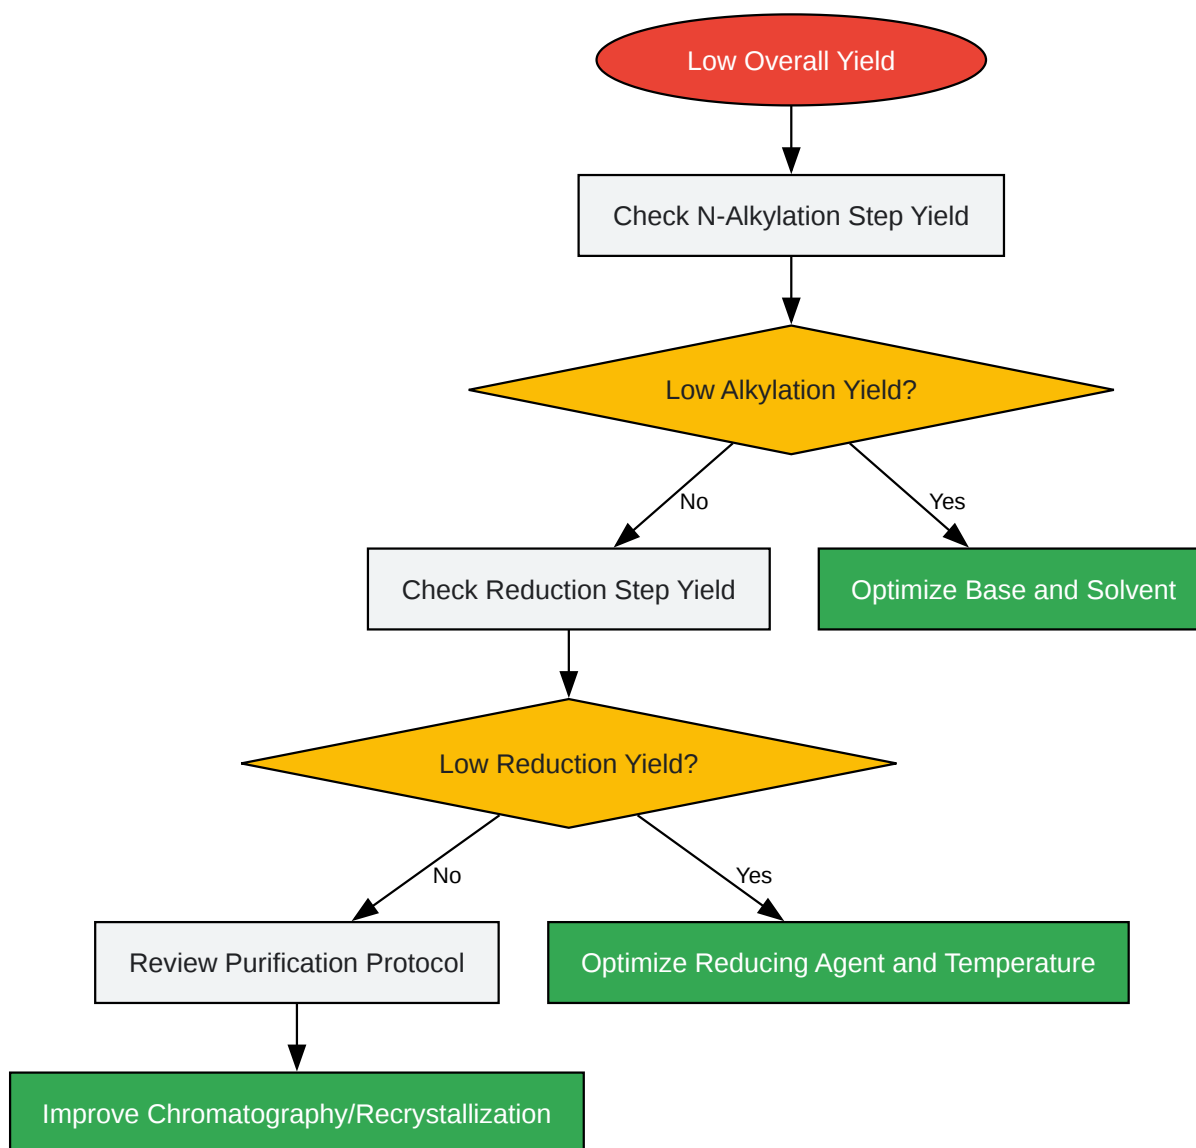 Low Overall Yield
Check N-Alkylation Step Yield
Low Alkylation Yield?
No
Yes
Check Reduction Step Yield
Optimize Base and Solvent
Low Reduction Yield?
No
Yes
Review Purification Protocol
Optimize Reducing Agent and Temperature
Improve Chromatography/Recrystallization